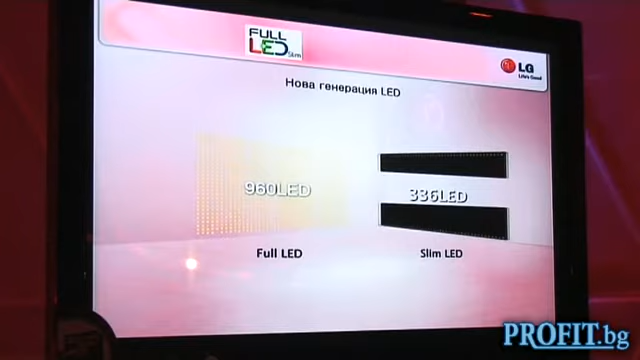 FULL
LED Slim
LG
Life's Good
Нова генерация LED
960LED
336LED
Full LED
Slim LED
PROFIT.bg